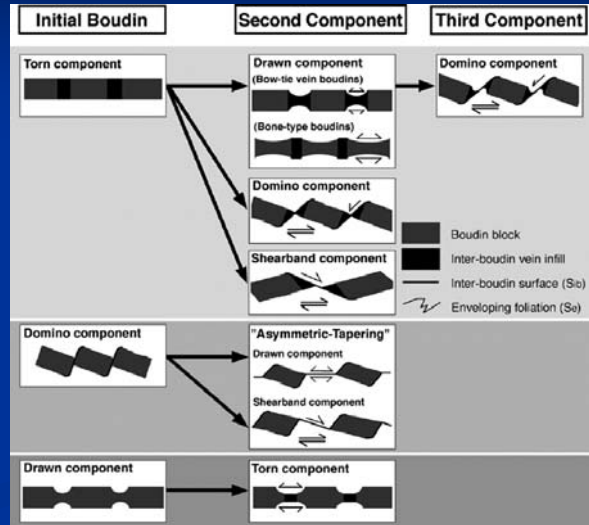 Initial Boudin
Second Component
Third Component
Torn component
Drawn component
(Bow-tie vein boudins)
(Bone-type boudins)
Domino component
Domino component
Shearband component
Boudin block
Inter-boudin vein infill
Inter-boudin surface (Sib)
Enveloping foliation (Se)
Domino component
"Asymmetric-Tapering"
Drawn component
Shearband component
Drawn component
Torn component